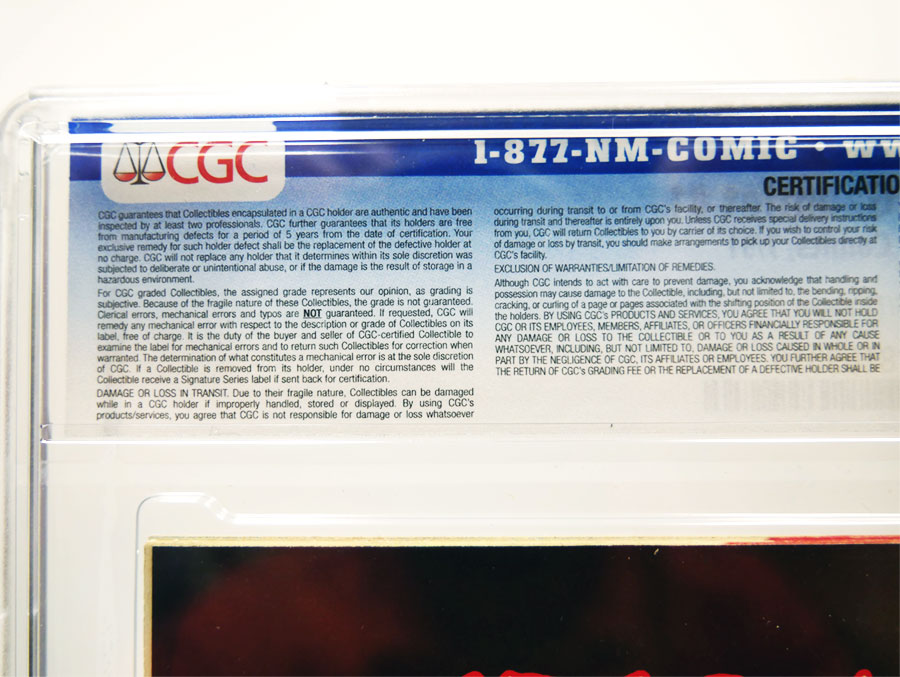 CGC
1-877-NM-COMIC • ww
CERTIFICATIO
CGC guarantees that Collectibles encapsulated in a CGC holder are authentic and have been
inspected by at least two professionals. CGC further guarantees that its holders are free
from manufacturing defects for a period of 5 years from the date of certification. Your
exclusive remedy for such holder defect shall be the replacement of the defective holder at
no charge. CGC will not replace any holder that it determines within its sole discretion was
subjected to deliberate or unintentional abuse, or if the damage is the result of storage in a
hazardous environment.
For CGC graded Collectibles, the assigned grade represents our opinion, as grading is
subjective. Because of the fragile nature of these Collectibles, the grade is not guaranteed.
Clerical errors, mechanical errors and typos are NOT guaranteed. If requested, CGC will
remedy any mechanical error with respect to the description or grade of Collectibles on its
label, free of charge. It is the duty of the buyer and seller of CGC-certified Collectible to
examine the label for mechanical errors and to return such Collectibles for correction when
warranted. The determination of what constitutes a mechanical error is at the sole discretion
of CGC. If a Collectible is Removed from its holder, under no circumstances will the
Collectible receive a Signature Series label if sent back for certification.
DAMAGE OR LOSS IN TRANSIT. Due to their fragile nature, Collectibles can be damaged
while in a CGC holder if improperly handled, stored or displayed. By using CGC's
products/services, you agree that CGC is not responsible for damage or loss whatsoever
occurring during transit to or from CGC's facility, or thereafter. The risk of damage or loss
during transit and thereafter is entirely upon you. Unless CGC receives special delivery instructions
from you, CGC will return Collectibles to you by carrier of its choice. If you wish to control your risk
of damage or loss by transit, you should make arrangements to pick up your Collectibles directly at
CGC's facility.
EXCLUSION OF WARRANTIES/LIMITATION OF REMEDIES.
Although CGC intends to act with care to prevent damage, you acknowledge that handling and
possession may cause damage to the Collectible, including, but not limited to, the bending, ripping,
cracking, or curling of a page or pages associated with the shifting position of the Collectible inside
the holders. BY USING CGC's PRODUCTS AND SERVICES, YOU AGREE THAT YOU WILL NOT HOLD
CGC OR ITS EMPLOYEES, MEMBERS, AFFILIATES, OR OFFICERS FINANCIALLY RESPONSIBLE FOR
ANY DAMAGE OR LOSS TO THE COLLECTIBLE OR TO YOU AS A RESULT OF ANY CAUSE
WHATSOEVER, INCLUDING, BUT NOT LIMITED TO, DAMAGE OR LOSS CAUSED IN WHOLE OR IN
PART BY THE NEGLIGENCE OF CGC, ITS AFFILIATES OR EMPLOYEES. YOU FURTHER AGREE THAT
THE RETURN OF CGC's GRADING FEE OR THE REPLACEMENT OF A DEFECTIVE HOLDER SHALL BE